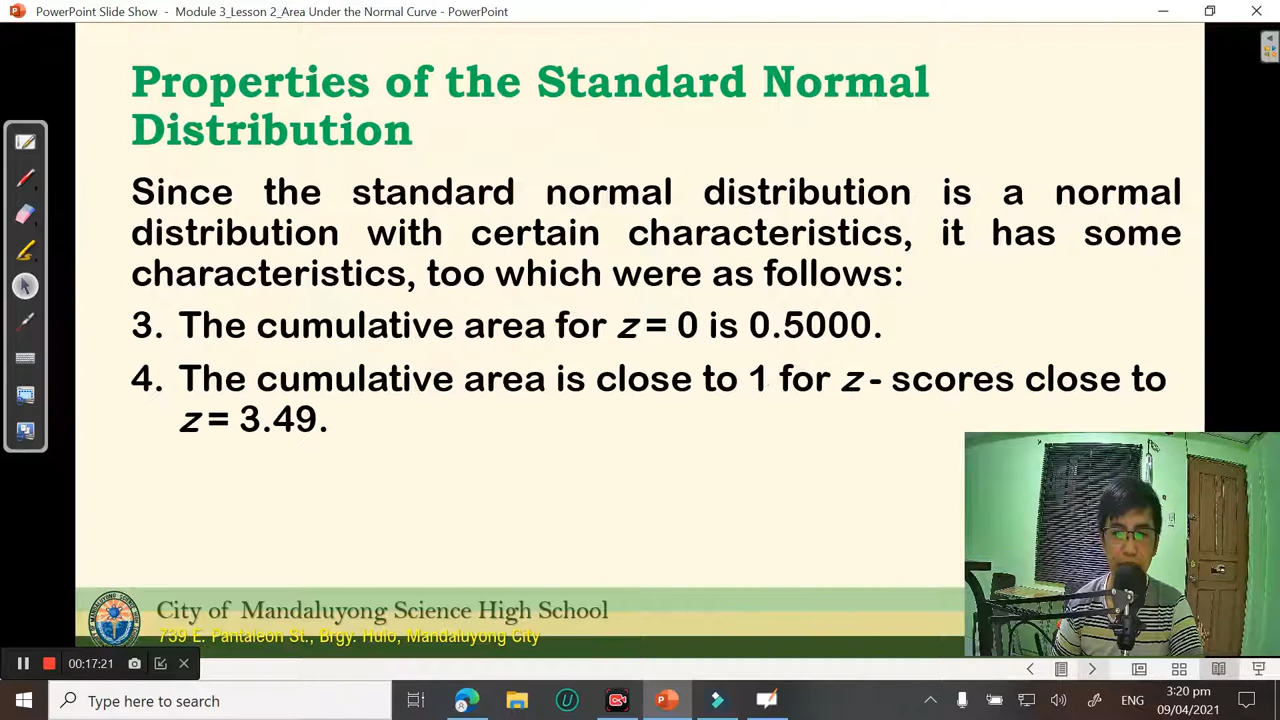 PowerPoint Slide Show - Module 3_Lesson 2_Area Under the Normal Curve - PowerPoint
Properties of the Standard Normal
Distribution
Since the standard normal distribution is a normal
distribution with certain characteristics, it has some
characteristics, too which were as follows:
3. The cumulative area for z = 0 is 0.5000.
4. The cumulative area is close to 1 for z - scores close to
z = 3.49.
City of Mandaluyong Science High School
739 E. Pantaleon St., Brgy. Hulo, Mandaluyong City
00:17:21
Type here to search
ENG
3:20 pm
09/04/2021